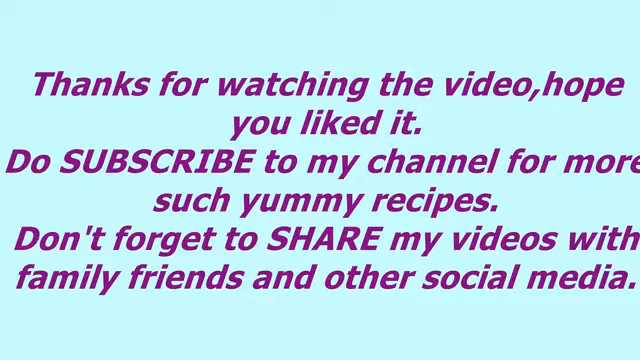 Thanks for watching the video,hope
you liked it.
Do SUBSCRIBE to my channel for more
such yummy recipes.
Don't forget to SHARE my videos with
family friends and other social media.